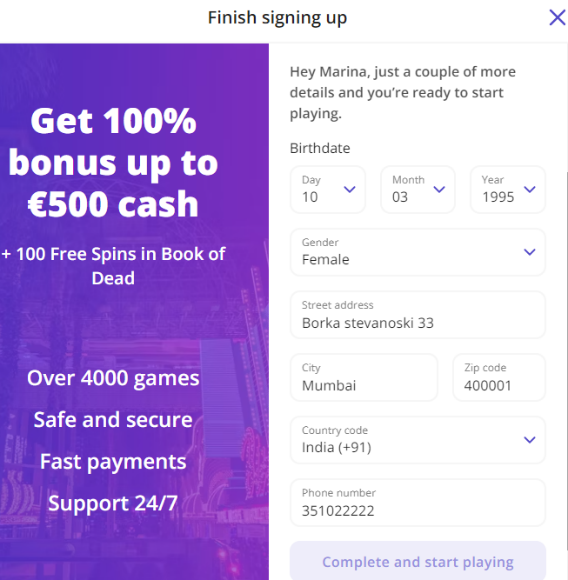 Finish signing up
Get 100%
bonus up to
€500 cash
+ 100 Free Spins in Book of
Dead
Over 4000 games
Safe and secure
Fast payments
Support 24/7
Hey Marina, just a couple of more
details and you’re ready to start
playing.
Birthdate
Day Month Year
10 03 1995
Gender
Female
Street address
Borka stevanoski 33
City Zip code
Mumbai 400001
Country code
India (+91)
Phone number
351022222
Complete and start playing